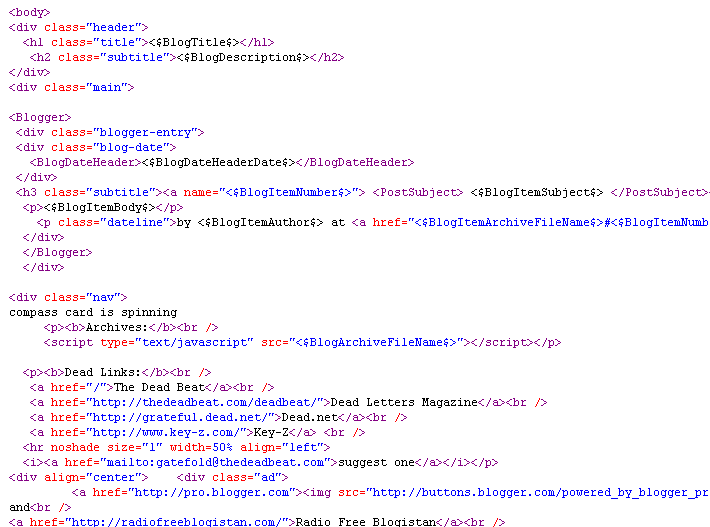 <body>
<div class="header">
<h1 class="title"><$BlogTitle$></h1>
<h2 class="subtitle"><$BlogDescription$></h2>
</div>
<div class="main">
<Blogger>
<div class="blogger-entry">
<div class="blog-date">
<BlogDateHeader><$BlogDateHeaderDate$></BlogDateHeader>
</div>
<h3 class="subtitle"><a name="<$BlogItemNumber$>"> <PostSubject> <$BlogItemSubject$> </PostSubject>
<p><$BlogItemBody$></p>
<p class="dateline">by <$BlogItemAuthor$> at <a href="<$BlogItemArchiveFileName$>#<$BlogItemNumb
</div>
</Blogger>
</div>
<div class="nav">
compass card is spinning
<p><b>Archives:</b><br />
<script type="text/javascript" src="<$BlogArchiveFileName$>"></script></p>
<p><b>Dead Links:</b><br />
<a href="/">The Dead Beat</a><br />
<a href="http://thedeadbeat.com/deadbeat/">Dead Letters Magazine</a><br />
<a href="http://grateful.dead.net/">Dead.net</a><br />
<a href="http://www.key-z.com/">Key-Z</a> <br />
<hr noshade size="1" width=50% align="left">
<i><a href="mailto:gatefold@thedeadbeat.com">suggest one</a></i></p>
<div align="center"> <div class="ad">
<a href="http://pro.blogger.com"><img src="http://buttons.blogger.com/powered_by_blogger_pr
and<br />
<a href="http://radiofreeblogistan.com/">Radio Free Blogistan</a><br />